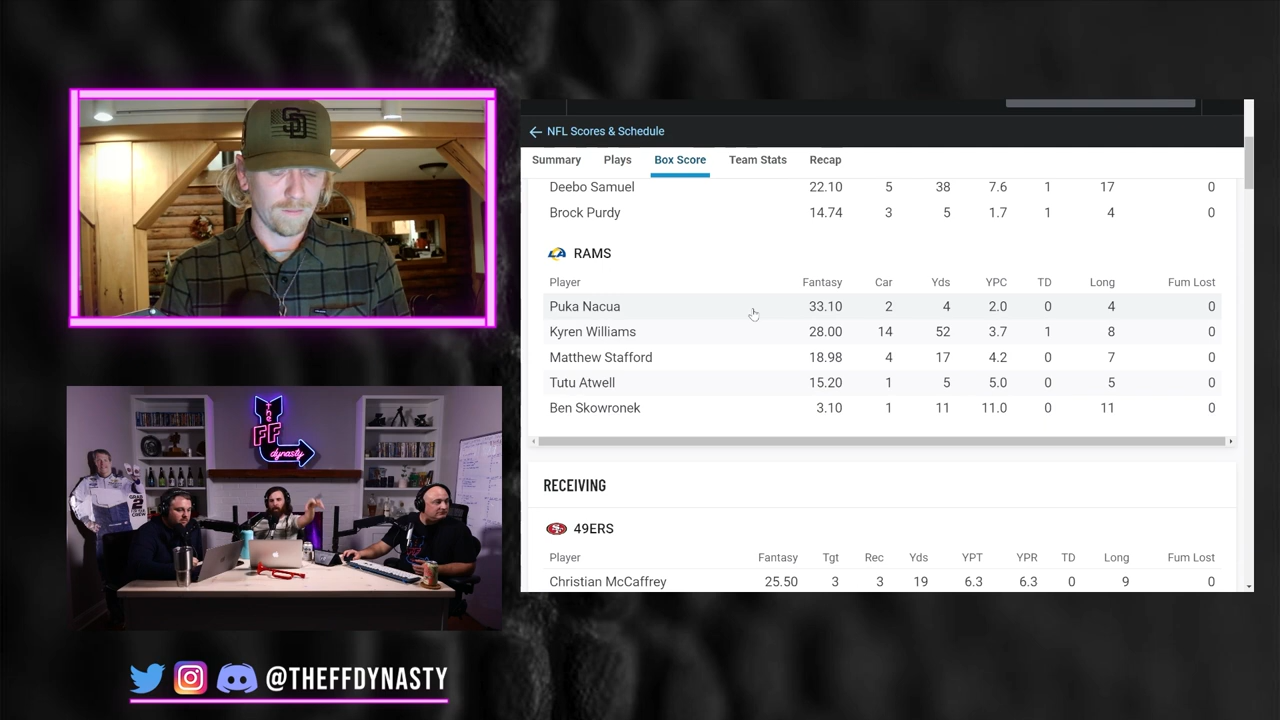 SD
The
FF
dynasty
GRAB
2
@THEFFDYNASTY
NFL Scores & Schedule
Summary Plays Box Score Team Stats Recap
Deebo Samuel 22.10 5 38 7.6 1 17 0
Brock Purdy 14.74 3 5 1.7 1 4 0
RAMS
Player Fantasy Car Yds YPC TD Long Fum Lost
Puka Nacua 33.10 2 4 2.0 0 4 0
Kyren Williams 28.00 14 52 3.7 1 8 0
Matthew Stafford 18.98 4 17 4.2 0 7 0
Tutu Atwell 15.20 1 5 5.0 0 5 0
Ben Skowronek 3.10 1 11 11.0 0 11 0
RECEIVING
49ERS
Player Fantasy Tgt Rec Yds YPT YPR TD Long Fum Lost
Christian McCaffrey 25.50 3 3 19 6.3 6.3 0 9 0